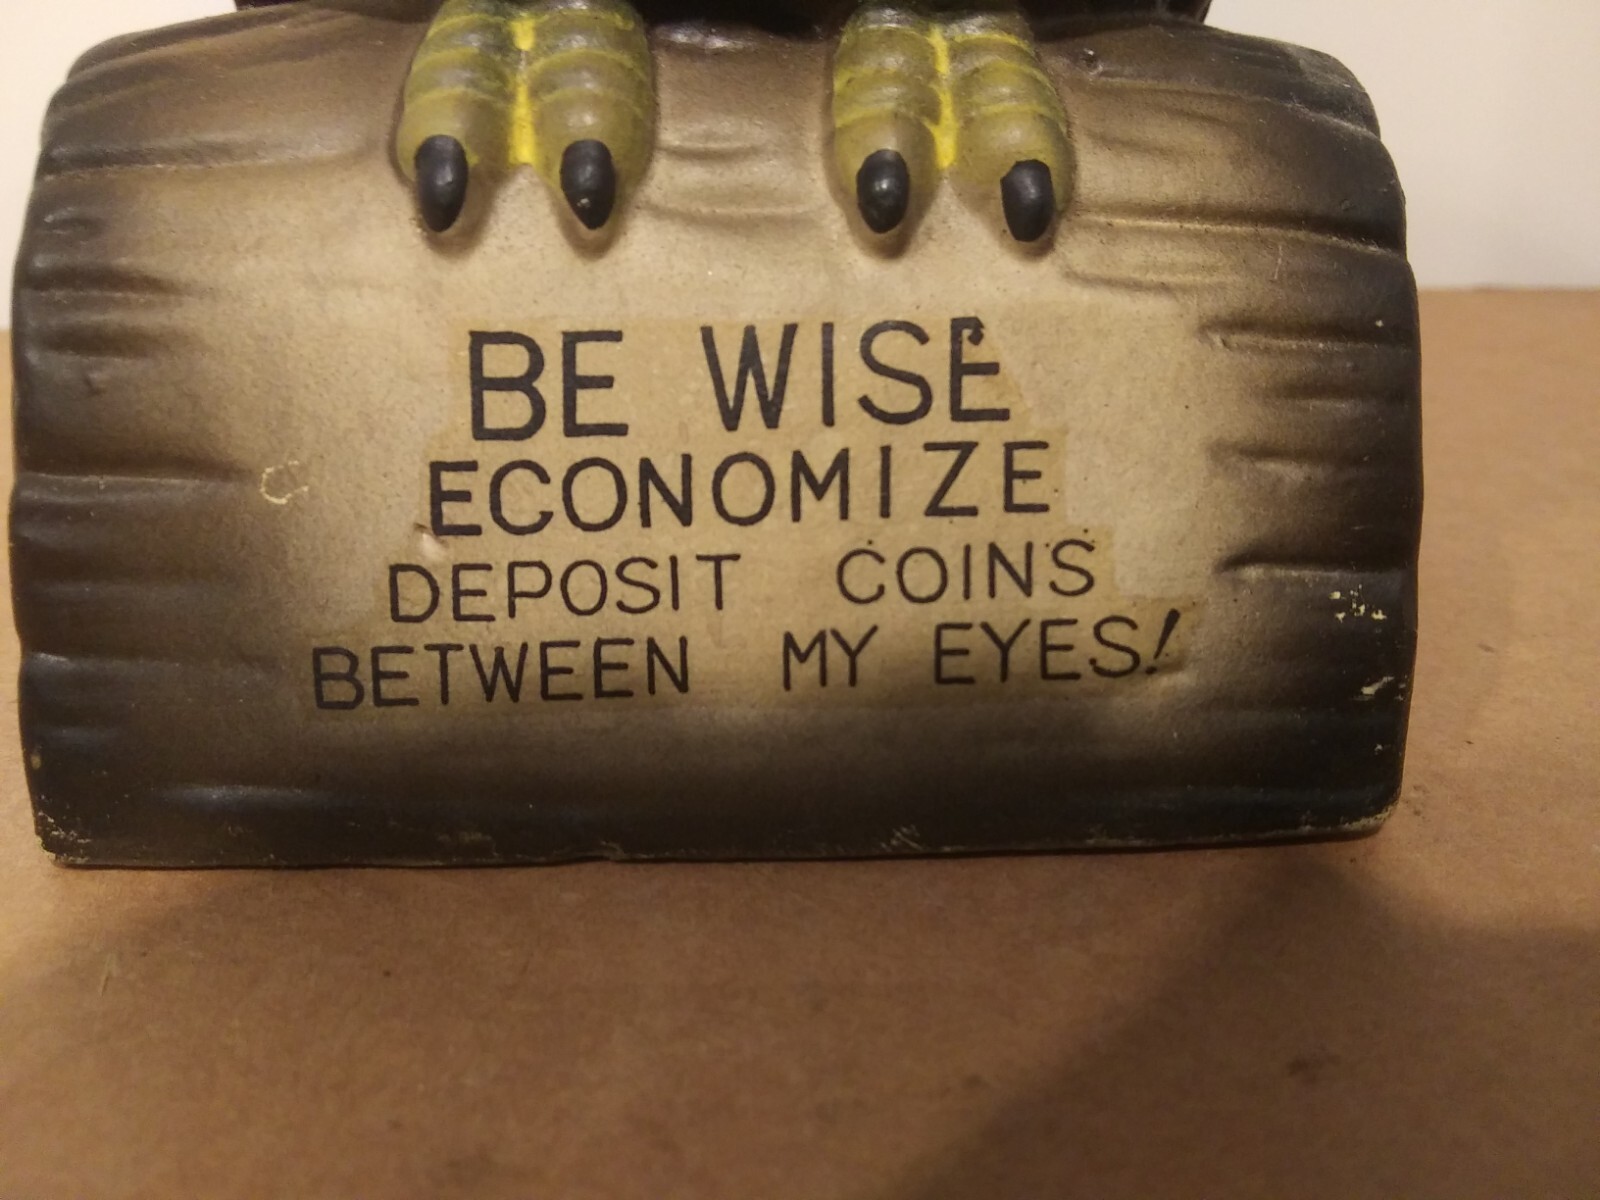 BE WISE
ECONOMIZE
DEPOSIT COINS
BETWEEN MY EYES!